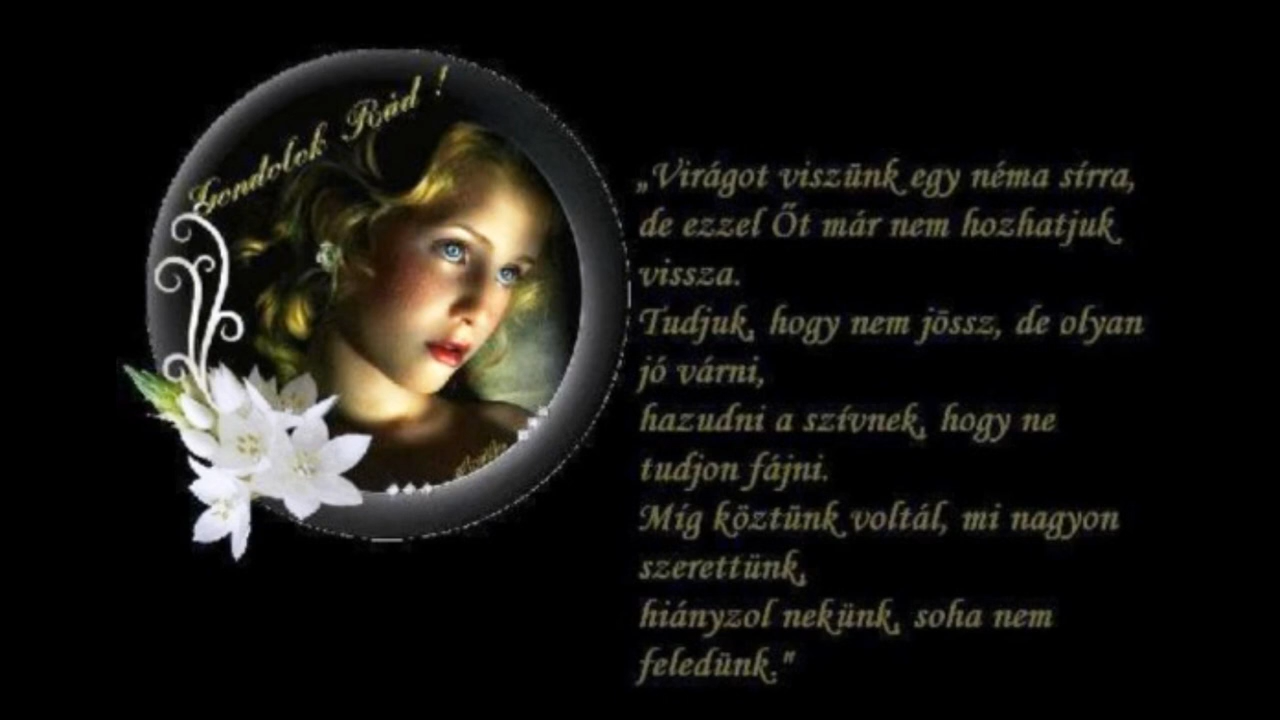 Gondolok Rád !
„Virágot viszünk egy néma sírra,
de ezzel Őt már nem hozhatjuk
vissza.
Tudjuk, hogy nem jössz, de olyan
jó várni,
hazudni a szívnek, hogy ne
tudjon fájni.
Míg köztünk voltál, mi nagyon
szerettünk,
hiányzol nekünk, soha nem
feledünk."